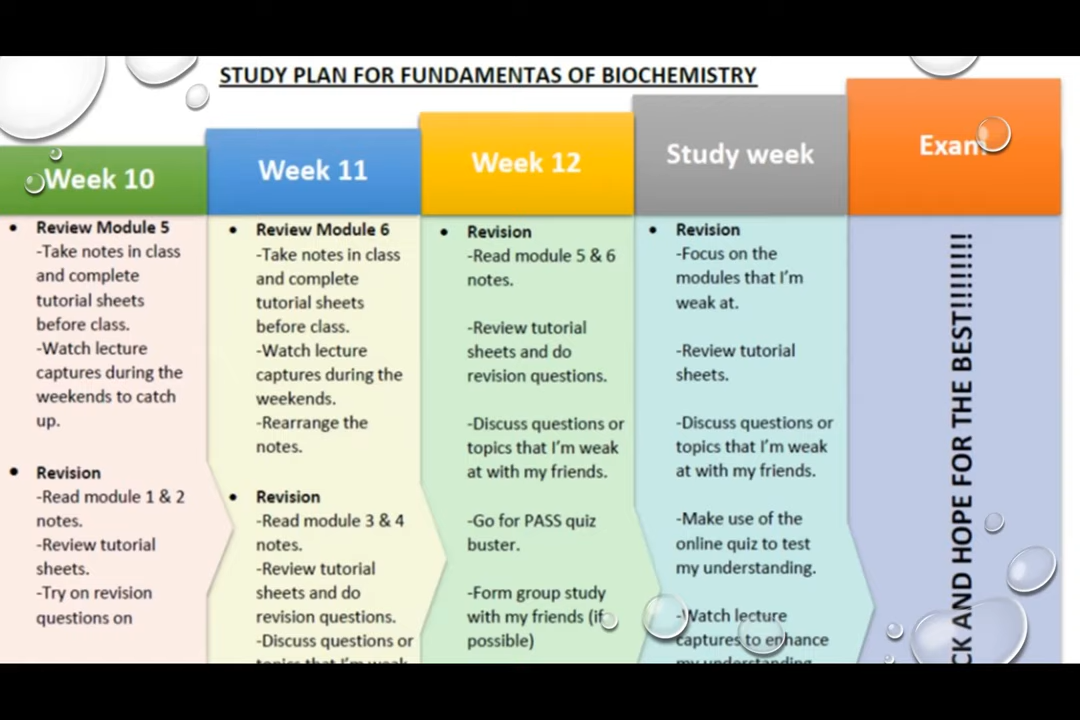 STUDY PLAN FOR FUNDAMENTAS OF BIOCHEMISTRY
Week 10
Review Module 5
-Take notes in class
and complete
tutorial sheets
before class.
-Watch lecture
captures during the
weekends to catch
up.
Revision
-Read module 1 & 2
notes.
-Review tutorial
sheets.
-Try on revision
questions on
Week 11
Review Module 6
-Take notes in class
and complete
tutorial sheets
before class.
-Watch lecture
captures during the
weekends.
-Rearrange the
notes.
Revision
-Read module 3 & 4
notes.
-Review tutorial
sheets and do
revision questions.
-Discuss questions or
topics that I'm weak
Week 12
Revision
-Read module 5 & 6
notes.
-Review tutorial
sheets and do
revision questions.
-Discuss questions or
topics that I'm weak
at with my friends.
-Go for PASS quiz
buster.
-Form group study
with my friends (if
possible)
Study week
Revision
-Focus on the
modules that I'm
weak at.
-Review tutorial
sheets.
-Discuss questions or
topics that I'm weak
at with my friends.
-Make use of the
online quiz to test
my understanding.
-Watch lecture
captures to enhance
my understanding
Exam
CK AND HOPE FOR THE BEST!!!!!!!!